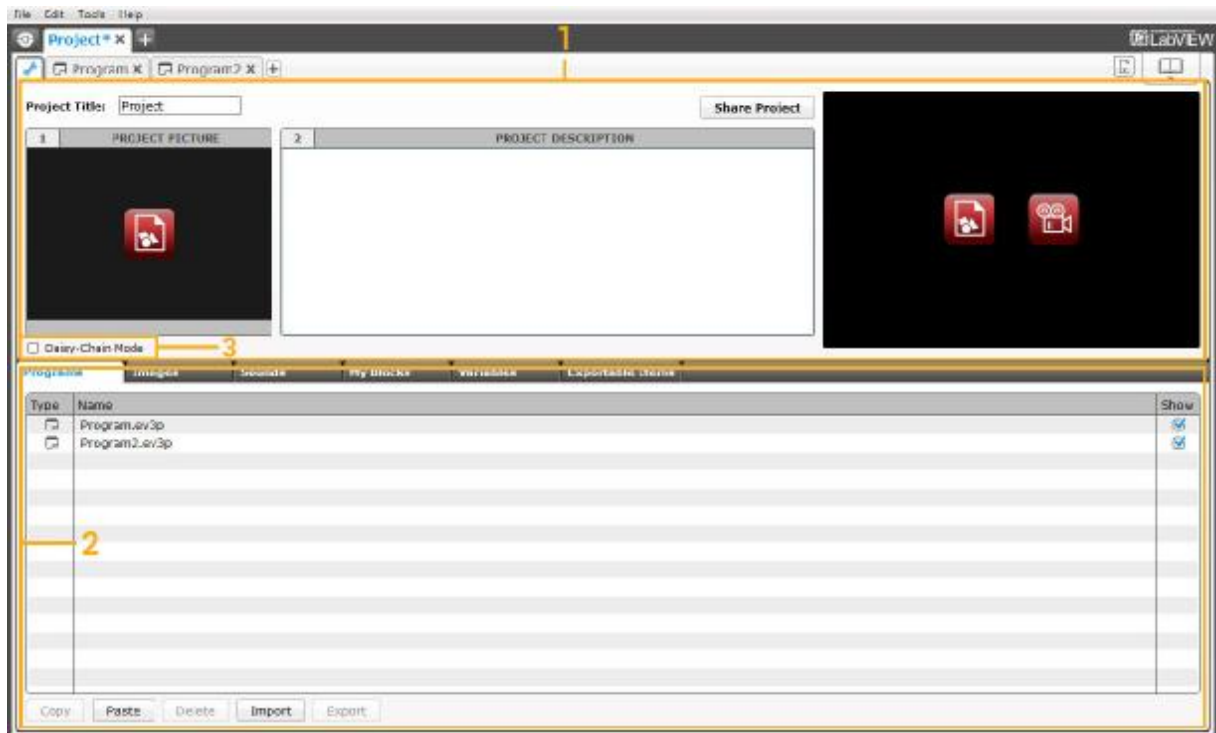 File Edit Tools Help
Project* x +
1
LabVIEW
Program x Program2 x +
Project Title: Project
Share Project
1 PROJECT PICTURE
2 PROJECT DESCRIPTION
Daisy-Chain Mode
3
Programs Images Sounds My Blocks Variables Exportable Items
Type Name Show
Program.ev3p
Program2.ev3p
2
Copy Paste Delete Import Export